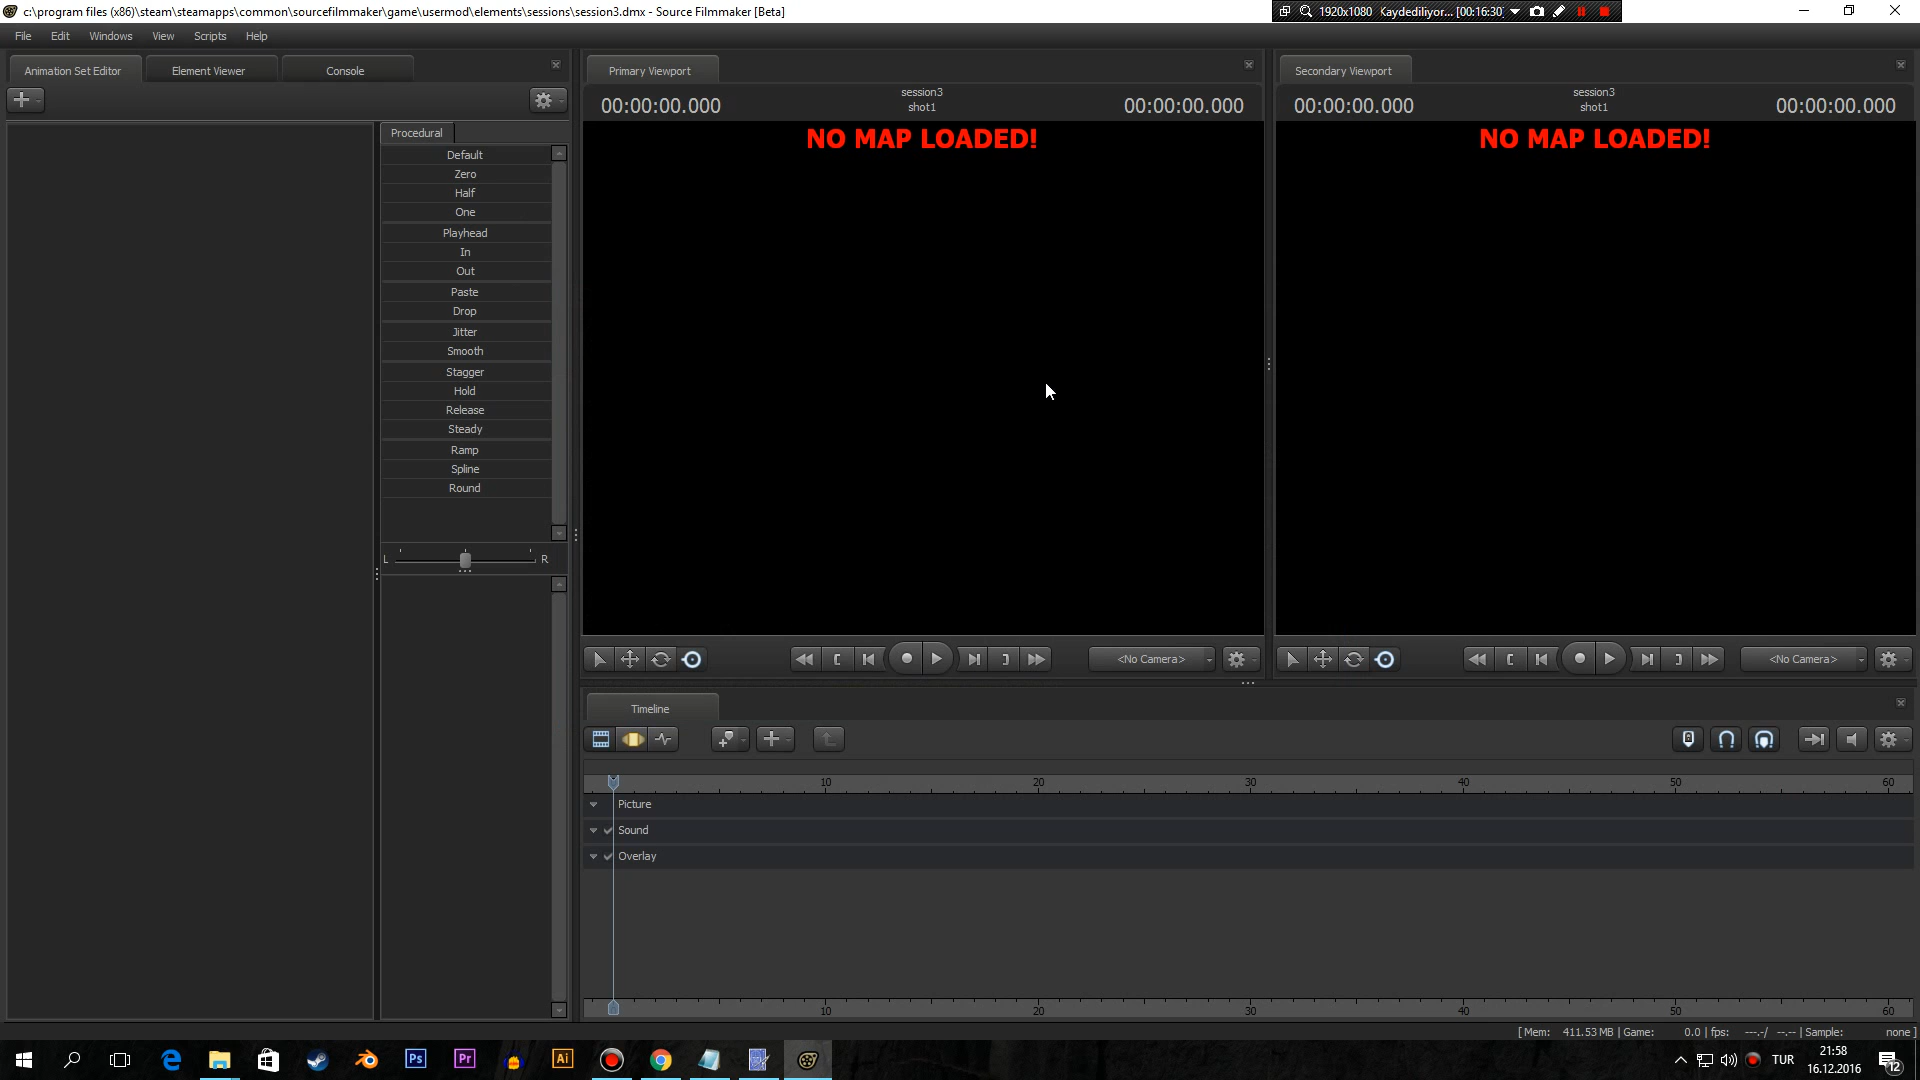 c:\program files (x86)\steam\steamapps\common\sourcefilmmaker\game\usermod\elements\sessions\session3.dmx - Source Filmmaker [Beta]
1920x1080 Kaydediliyor... [00:16:30]
File Edit Windows View Scripts Help
Animation Set Editor Element Viewer Console
Primary Viewport
Secondary Viewport
00:00:00.000 session3 00:00:00.000
shot1
00:00:00.000 session3 00:00:00.000
shot1
NO MAP LOADED!
NO MAP LOADED!
Procedural
Default
Zero
Half
One
Playhead
In
Out
Paste
Drop
Jitter
Smooth
Stagger
Hold
Release
Steady
Ramp
Spline
Round
L R
<No Camera>
<No Camera>
Timeline
10 20 30 40 50 60
Picture
Sound
Overlay
10 20 30 40 50 60
[ Mem: 411.53 MB | Game: 0.0 | fps: ---.-/ --.-- | Sample: none ]
Ps Pr Ai
TUR
21:58
16.12.2016
12